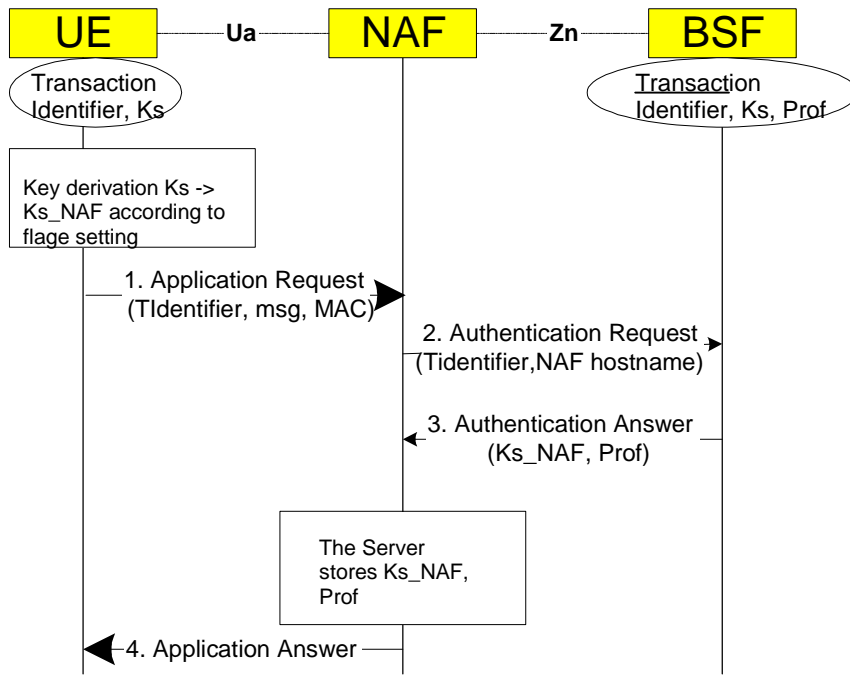 UE
Ua
NAF
Zn
BSF
Transaction
Identifier, Ks
Transaction
Identifier, Ks, Prof
Key derivation Ks ->
Ks_NAF according to
flage setting
1. Application Request
(TIdentifier, msg, MAC)
2. Authentication Request
(Tidentifier,NAF hostname)
3. Authentication Answer
(Ks_NAF, Prof)
The Server
stores Ks_NAF,
Prof
4. Application Answer